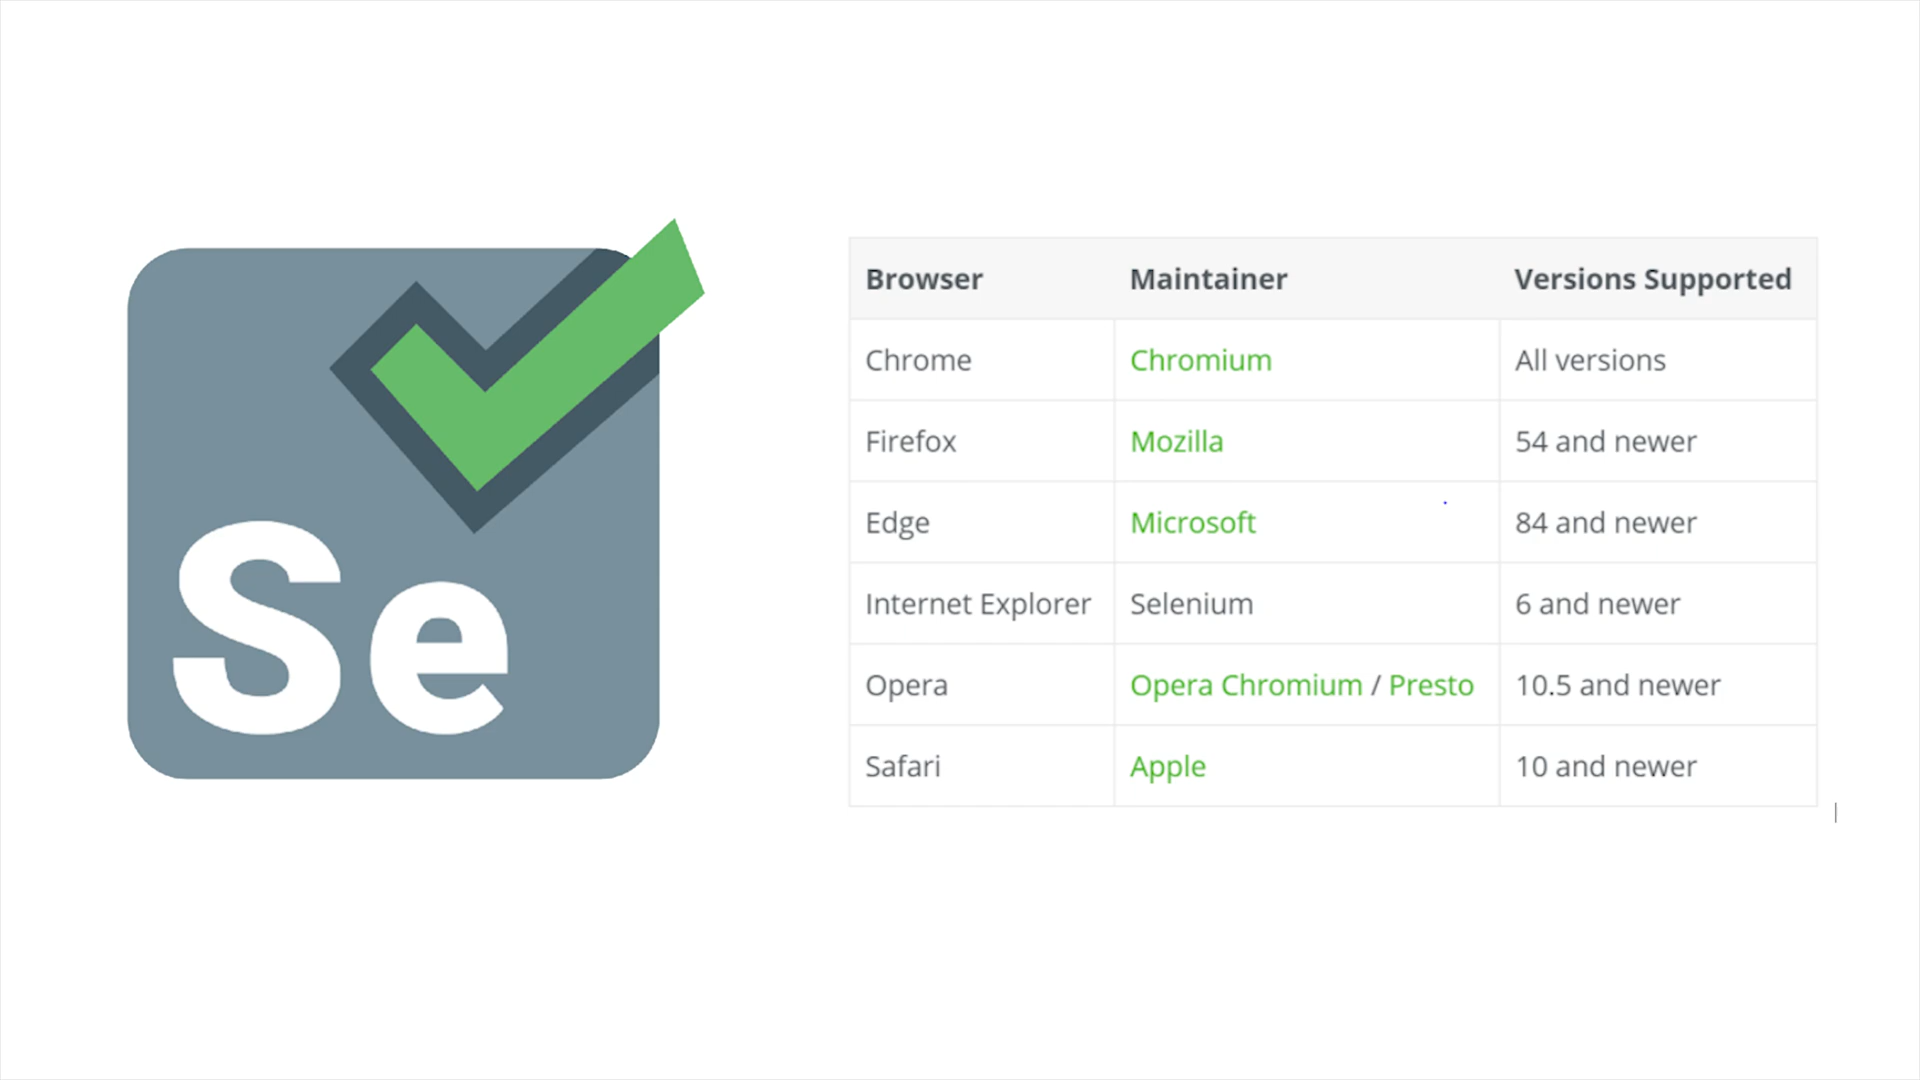 Se
Browser Maintainer Versions Supported
Chrome Chromium All versions
Firefox Mozilla 54 and newer
Edge Microsoft 84 and newer
Internet Explorer Selenium 6 and newer
Opera Opera Chromium / Presto 10.5 and newer
Safari Apple 10 and newer